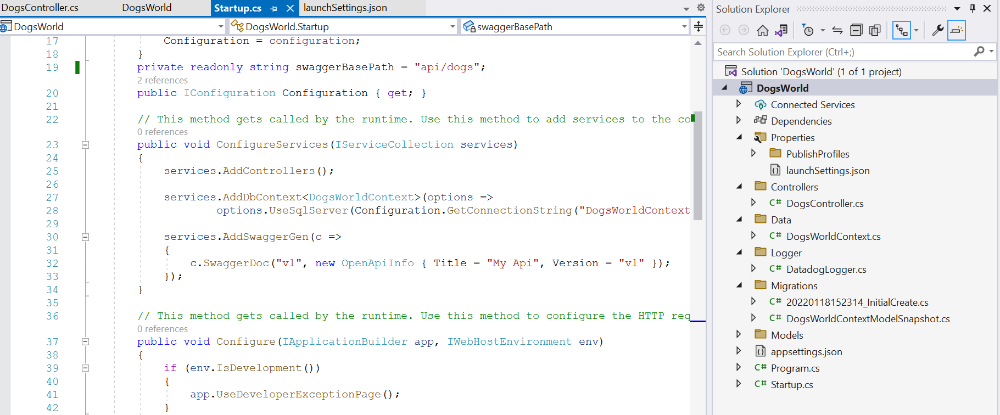 DogsController.cs DogsWorld Startup.cs launchSettings.json
DogsWorld DogsWorld.Startup swaggerBasePath
17 Configuration = configuration;
18 }
19 private readonly string swaggerBasePath = "api/dogs";
2 references
20 public IConfiguration Configuration { get; }
21
22 // This method gets called by the runtime. Use this method to add services to the co
0 references
23 public void ConfigureServices(IServiceCollection services)
24 {
25 services.AddControllers();
26
27 services.AddDbContext<DogsWorldContext>(options =>
28 options.UseSqlServer(Configuration.GetConnectionString("DogsWorldContext
29
30 services.AddSwaggerGen(c =>
31 {
32 c.SwaggerDoc("v1", new OpenApiInfo { Title = "My Api", Version = "v1" });
33 });
34 }
35
36 // This method gets called by the runtime. Use this method to configure the HTTP req
0 references
37 public void Configure(IApplicationBuilder app, IWebHostEnvironment env)
38 {
39 if (env.IsDevelopment())
40 {
41 app.UseDeveloperExceptionPage();
42 }
Solution Explorer
Search Solution Explorer (Ctrl+;)
Solution 'DogsWorld' (1 of 1 project)
DogsWorld
Connected Services
Dependencies
Properties
PublishProfiles
launchSettings.json
Controllers
C# DogsController.cs
Data
C# DogsWorldContext.cs
Logger
C# DatadogLogger.cs
Migrations
C# 20220118152314_InitialCreate.cs
C# DogsWorldContextModelSnapshot.cs
Models
appsettings.json
C# Program.cs
C# Startup.cs